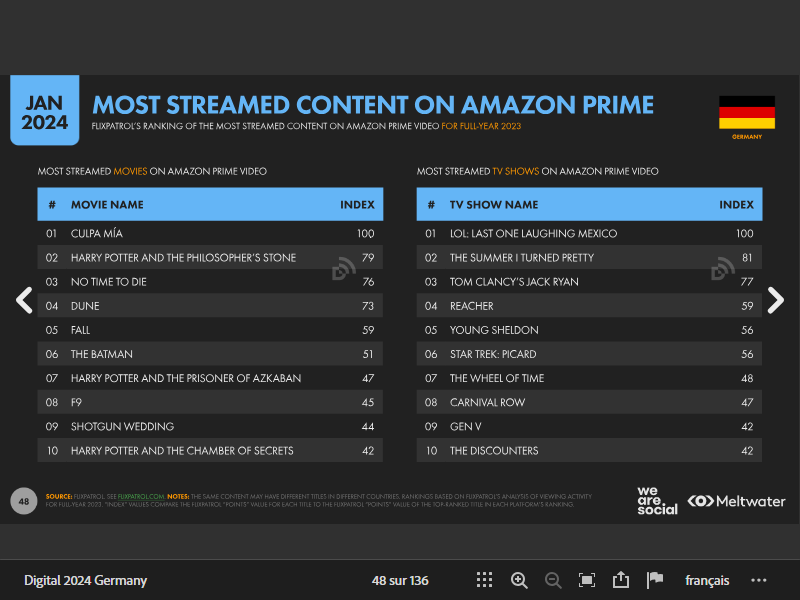 JAN
2024
MOST STREAMED CONTENT ON AMAZON PRIME
FLIXPATROL'S RANKING OF THE MOST STREAMED CONTENT ON AMAZON PRIME VIDEO FOR FULL-YEAR 2023
GERMANY
MOST STREAMED MOVIES ON AMAZON PRIME VIDEO
# MOVIE NAME INDEX
01 CULPA MÍA 100
02 HARRY POTTER AND THE PHILOSOPHER'S STONE 79
03 NO TIME TO DIE 76
04 DUNE 73
05 FALL 59
06 THE BATMAN 51
07 HARRY POTTER AND THE PRISONER OF AZKABAN 47
08 F9 45
09 SHOTGUN WEDDING 44
10 HARRY POTTER AND THE CHAMBER OF SECRETS 42
MOST STREAMED TV SHOWS ON AMAZON PRIME VIDEO
# TV SHOW NAME INDEX
01 LOL: LAST ONE LAUGHING MEXICO 100
02 THE SUMMER I TURNED PRETTY 81
03 TOM CLANCY'S JACK RYAN 77
04 REACHER 59
05 YOUNG SHELDON 56
06 STAR TREK: PICARD 56
07 THE WHEEL OF TIME 48
08 CARNIVAL ROW 47
09 GEN V 42
10 THE DISCOUNTERS 42
48
SOURCE: FLIXPATROL. SEE FLIXPATROL.COM. NOTES: THE SAME CONTENT MAY HAVE DIFFERENT TITLES IN DIFFERENT COUNTRIES. RANKINGS BASED ON FLIXPATROL'S ANALYSIS OF VIEWING ACTIVITY
FOR FULL-YEAR 2023. "INDEX" VALUES COMPARE THE FLIXPATROL "POINTS" VALUE FOR EACH TITLE TO THE FLIXPATROL "POINTS" VALUE OF THE TOP-RANKED TITLE IN EACH PLATFORM'S RANKING.
we
are
social
Meltwater
Digital 2024 Germany
48 sur 136
français